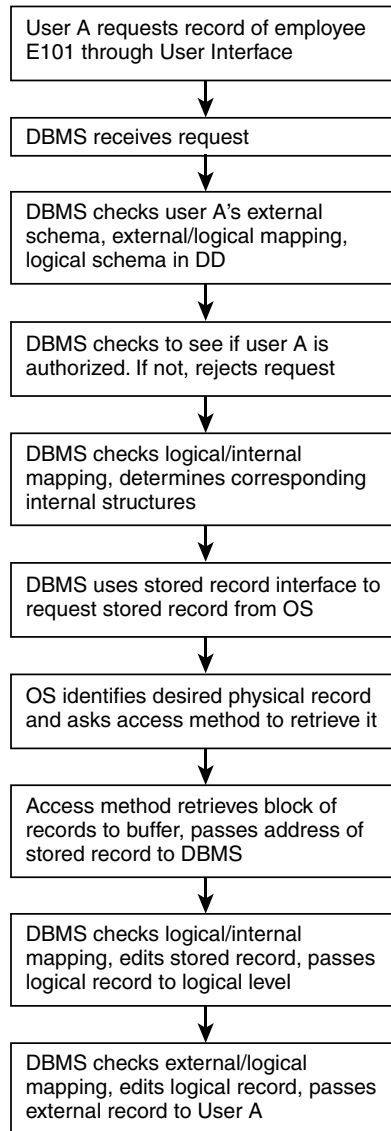 User A requests record of employee
E101 through User Interface
DBMS receives request
DBMS checks user A’s external
schema, external/logical mapping,
logical schema in DD
DBMS checks to see if user A is
authorized. If not, rejects request
DBMS checks logical/internal
mapping, determines corresponding
internal structures
DBMS uses stored record interface to
request stored record from OS
OS identifies desired physical record
and asks access method to retrieve it
Access method retrieves block of
records to buffer, passes address of
stored record to DBMS
DBMS checks logical/internal
mapping, edits stored record, passes
logical record to logical level
DBMS checks external/logical
mapping, edits logical record, passes
external record to User A